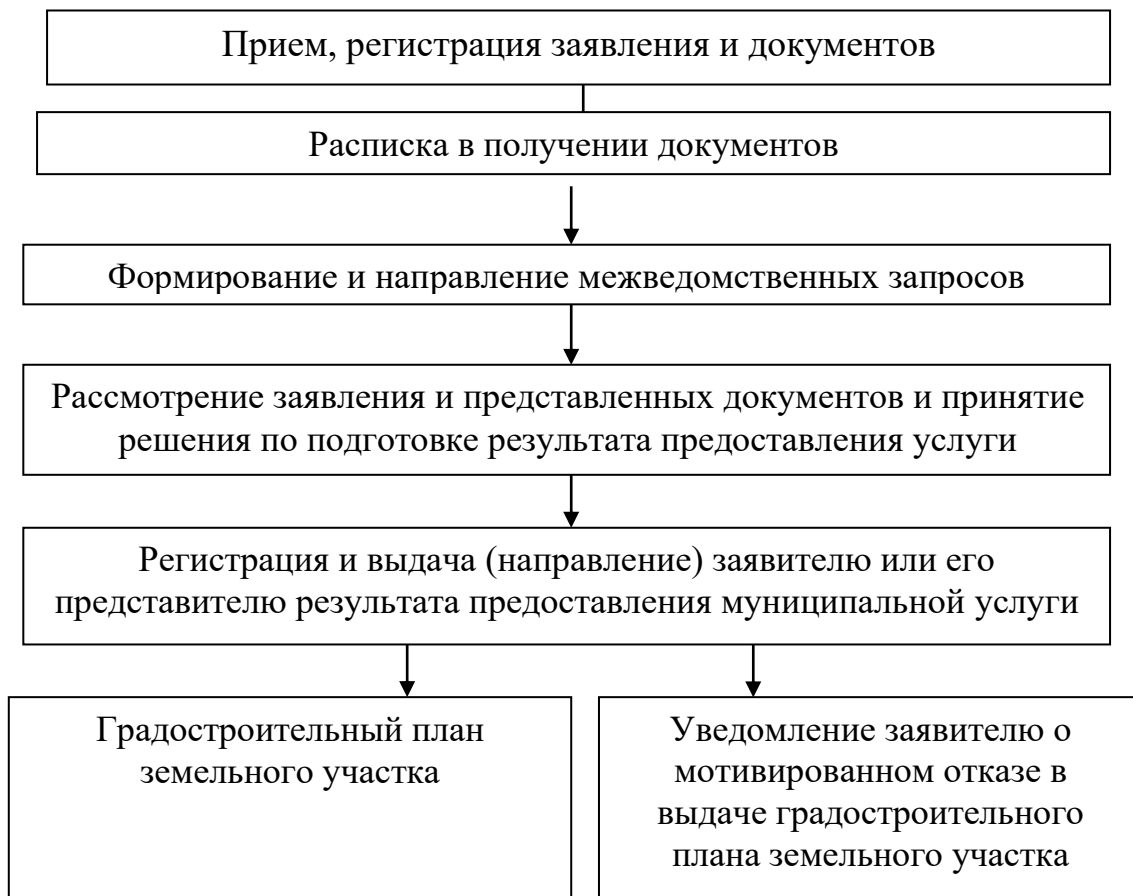 Прием, регистрация заявления и документов
Расписка в получении документов
Формирование и направление межведомственных запросов
Рассмотрение заявления и представленных документов и принятие
решения по подготовке результата предоставления услуги
Регистрация и выдача (направление) заявителю или его
представителю результата предоставления муниципальной услуги
Градостроительный план
земельного участка
Уведомление заявителю о
мотивированном отказе в
выдаче градостроительного
плана земельного участка